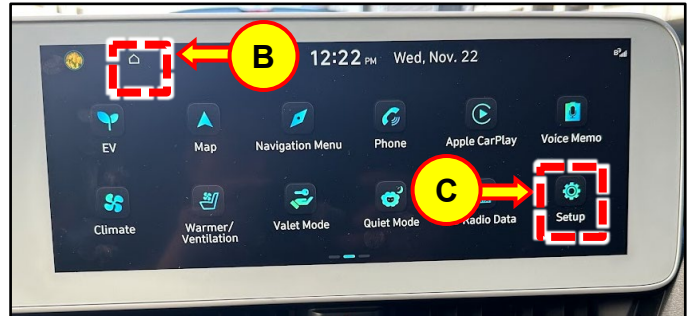 B
12:22 PM Wed, Nov. 22
EV
Map
Navigation Menu
Phone
Apple CarPlay
Voice Memo
C
Climate
Warmer/
Ventilation
Valet Mode
Quiet Mode
Radio Data
Setup